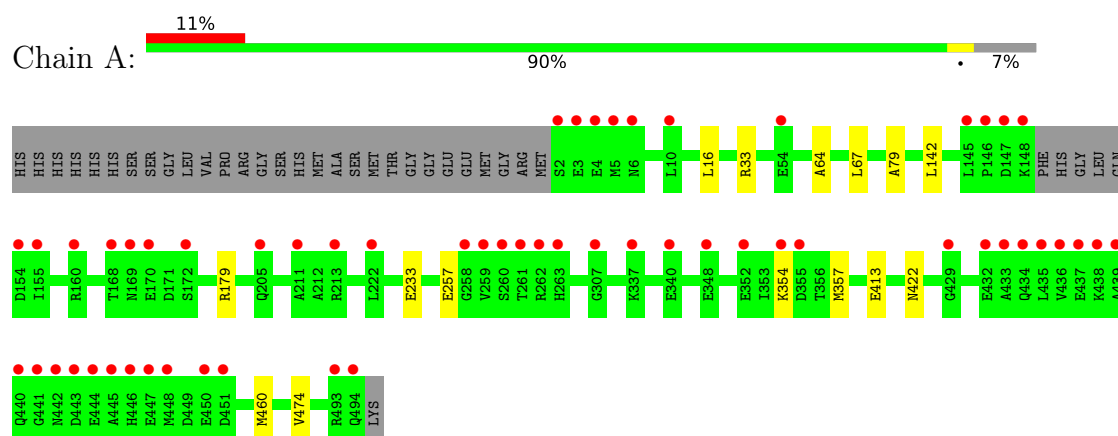 11%
Chain A:
90%
•
7%
HIS HIS HIS HIS HIS HIS SER SER GLY LEU VAL PRO ARG GLY SER HIS MET ALA SER MET THR GLY GLY GLU GLU MET GLY ARG MET S2 E3 E4 M5 N6 L10 L16 R33 E54 A64 L67 A79 L142 L145 P146 D147 K148 PHE HIS GLY LEU GLN
D154 I155 R160 T168 N169 E170 D171 S172 R179 Q205 A211 A212 R213 L222 E233 E257 G258 V259 S260 T261 R262 H263 G307 K337 E340 E348 E352 I353 K354 D355 T356 M357 E413 N422 G429 E432 A433 Q434 L435 V436 E437 K438 A439
Q440 G441 N442 D443 E444 A445 H446 E447 M448 D449 E450 D451 M460 V474 R493 Q494 LYS